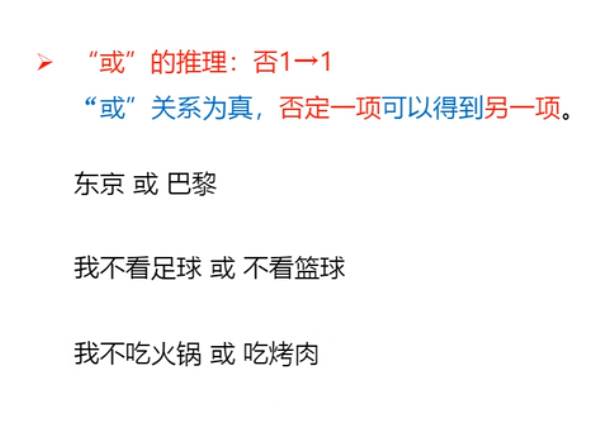 ➢ “或”的推理：否1→1
“或”关系为真，否定一项可以得到另一项。
东京 或 巴黎
我不看足球 或 不看篮球
我不吃火锅 或 吃烤肉